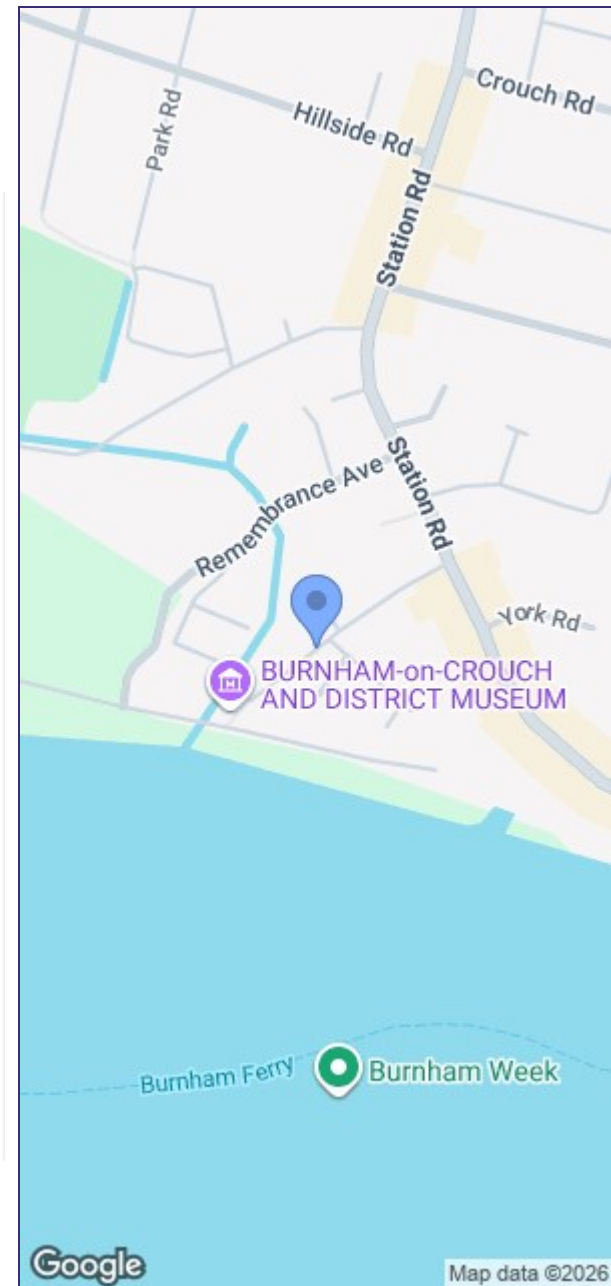 Crouch Rd
Park Rd
Hillside Rd
Station Rd
Remembrance Ave
Station Rd
York Rd
BURNHAM-on-CROUCH
AND DISTRICT MUSEUM
Burnham Ferry
Burnham Week
Google
Map data ©2026